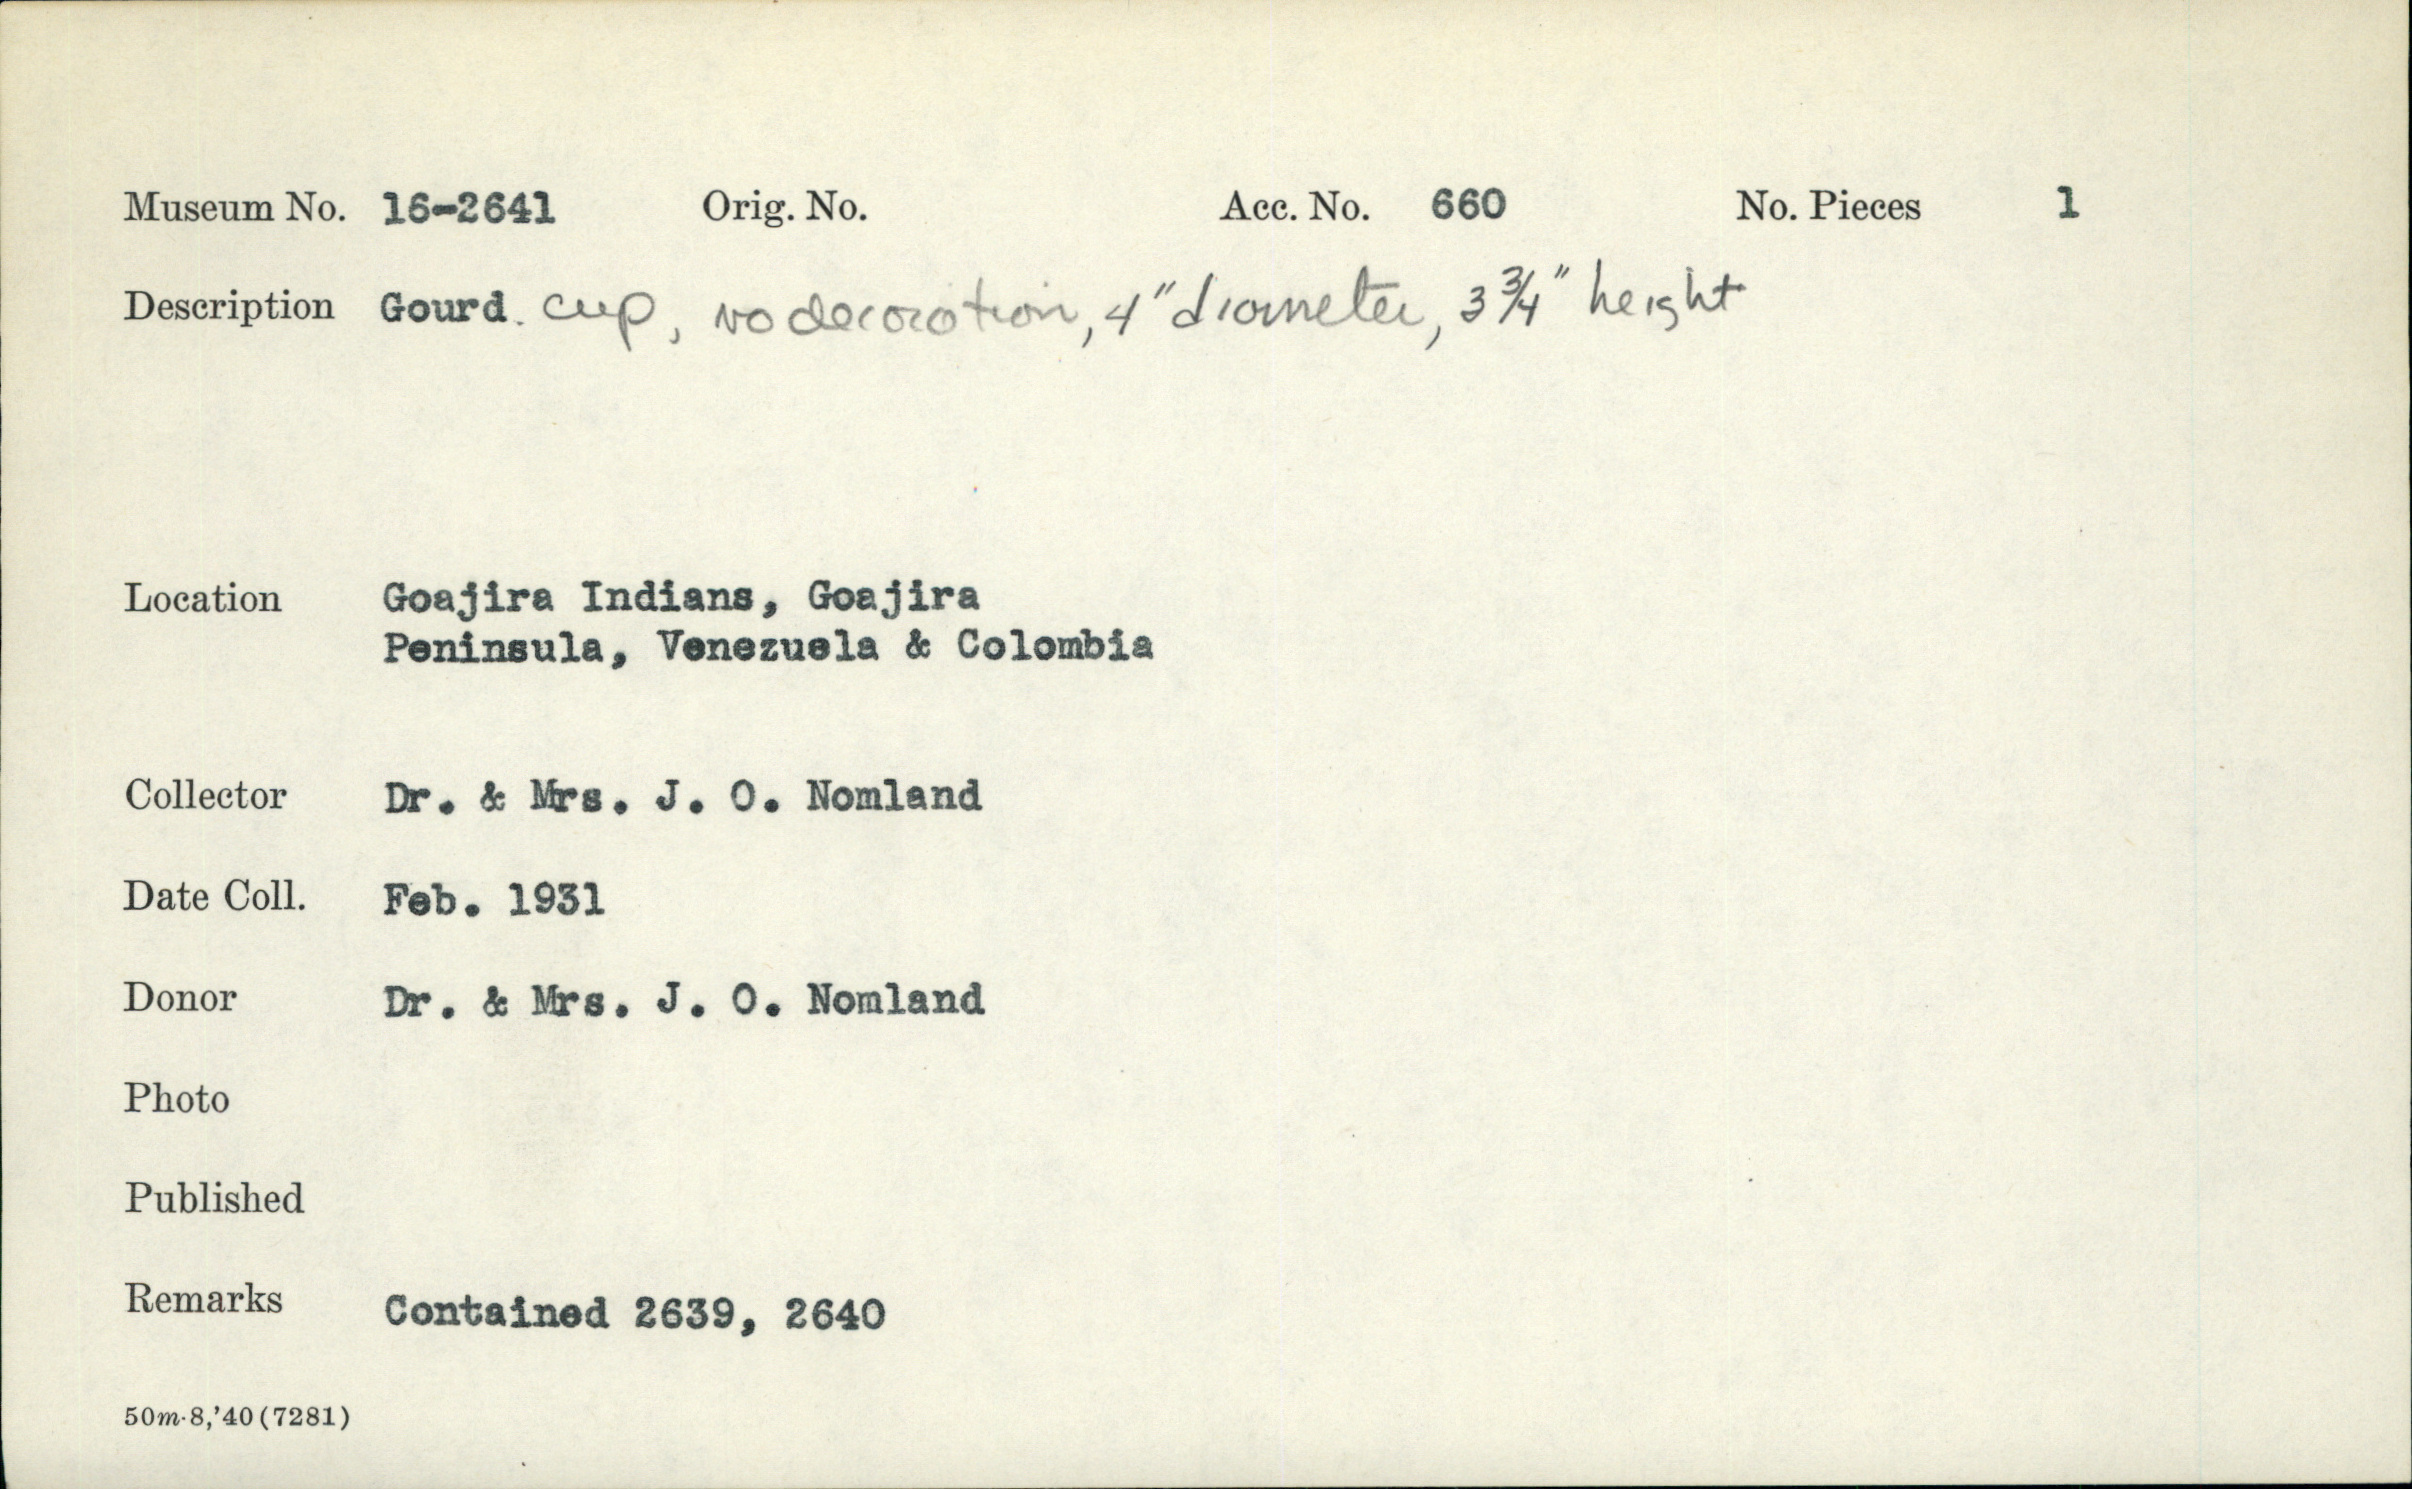 Museum No. 16-2641 Orig. No. Acc. No. 660 No. Pieces 1
Description Gourd. cup, no decoration, 4" diameter, 3 3/4" height
Location Goajira Indians, Goajira
Peninsula, Venezuela & Colombia
Collector Dr. & Mrs. J. O. Nomland
Date Coll. Feb. 1931
Donor Dr. & Mrs. J. O. Nomland
Photo
Published
Remarks Contained 2639, 2640
50m-8,'40(7281)